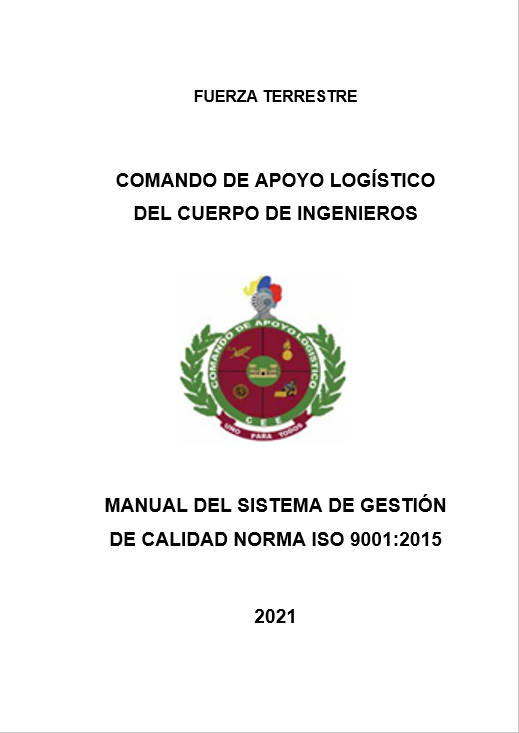 FUERZA TERRESTRE
COMANDO DE APOYO LOGÍSTICO
DEL CUERPO DE INGENIEROS
COMANDO DE APOYO LOGISTICO
C E E
UNO PARA TODOS
MANUAL DEL SISTEMA DE GESTIÓN
DE CALIDAD NORMA ISO 9001:2015
2021